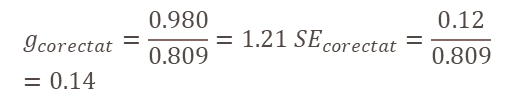 g_corectat = 0.980/0.809 = 1.21 SE_corectat = 0.12/0.809
= 0.14